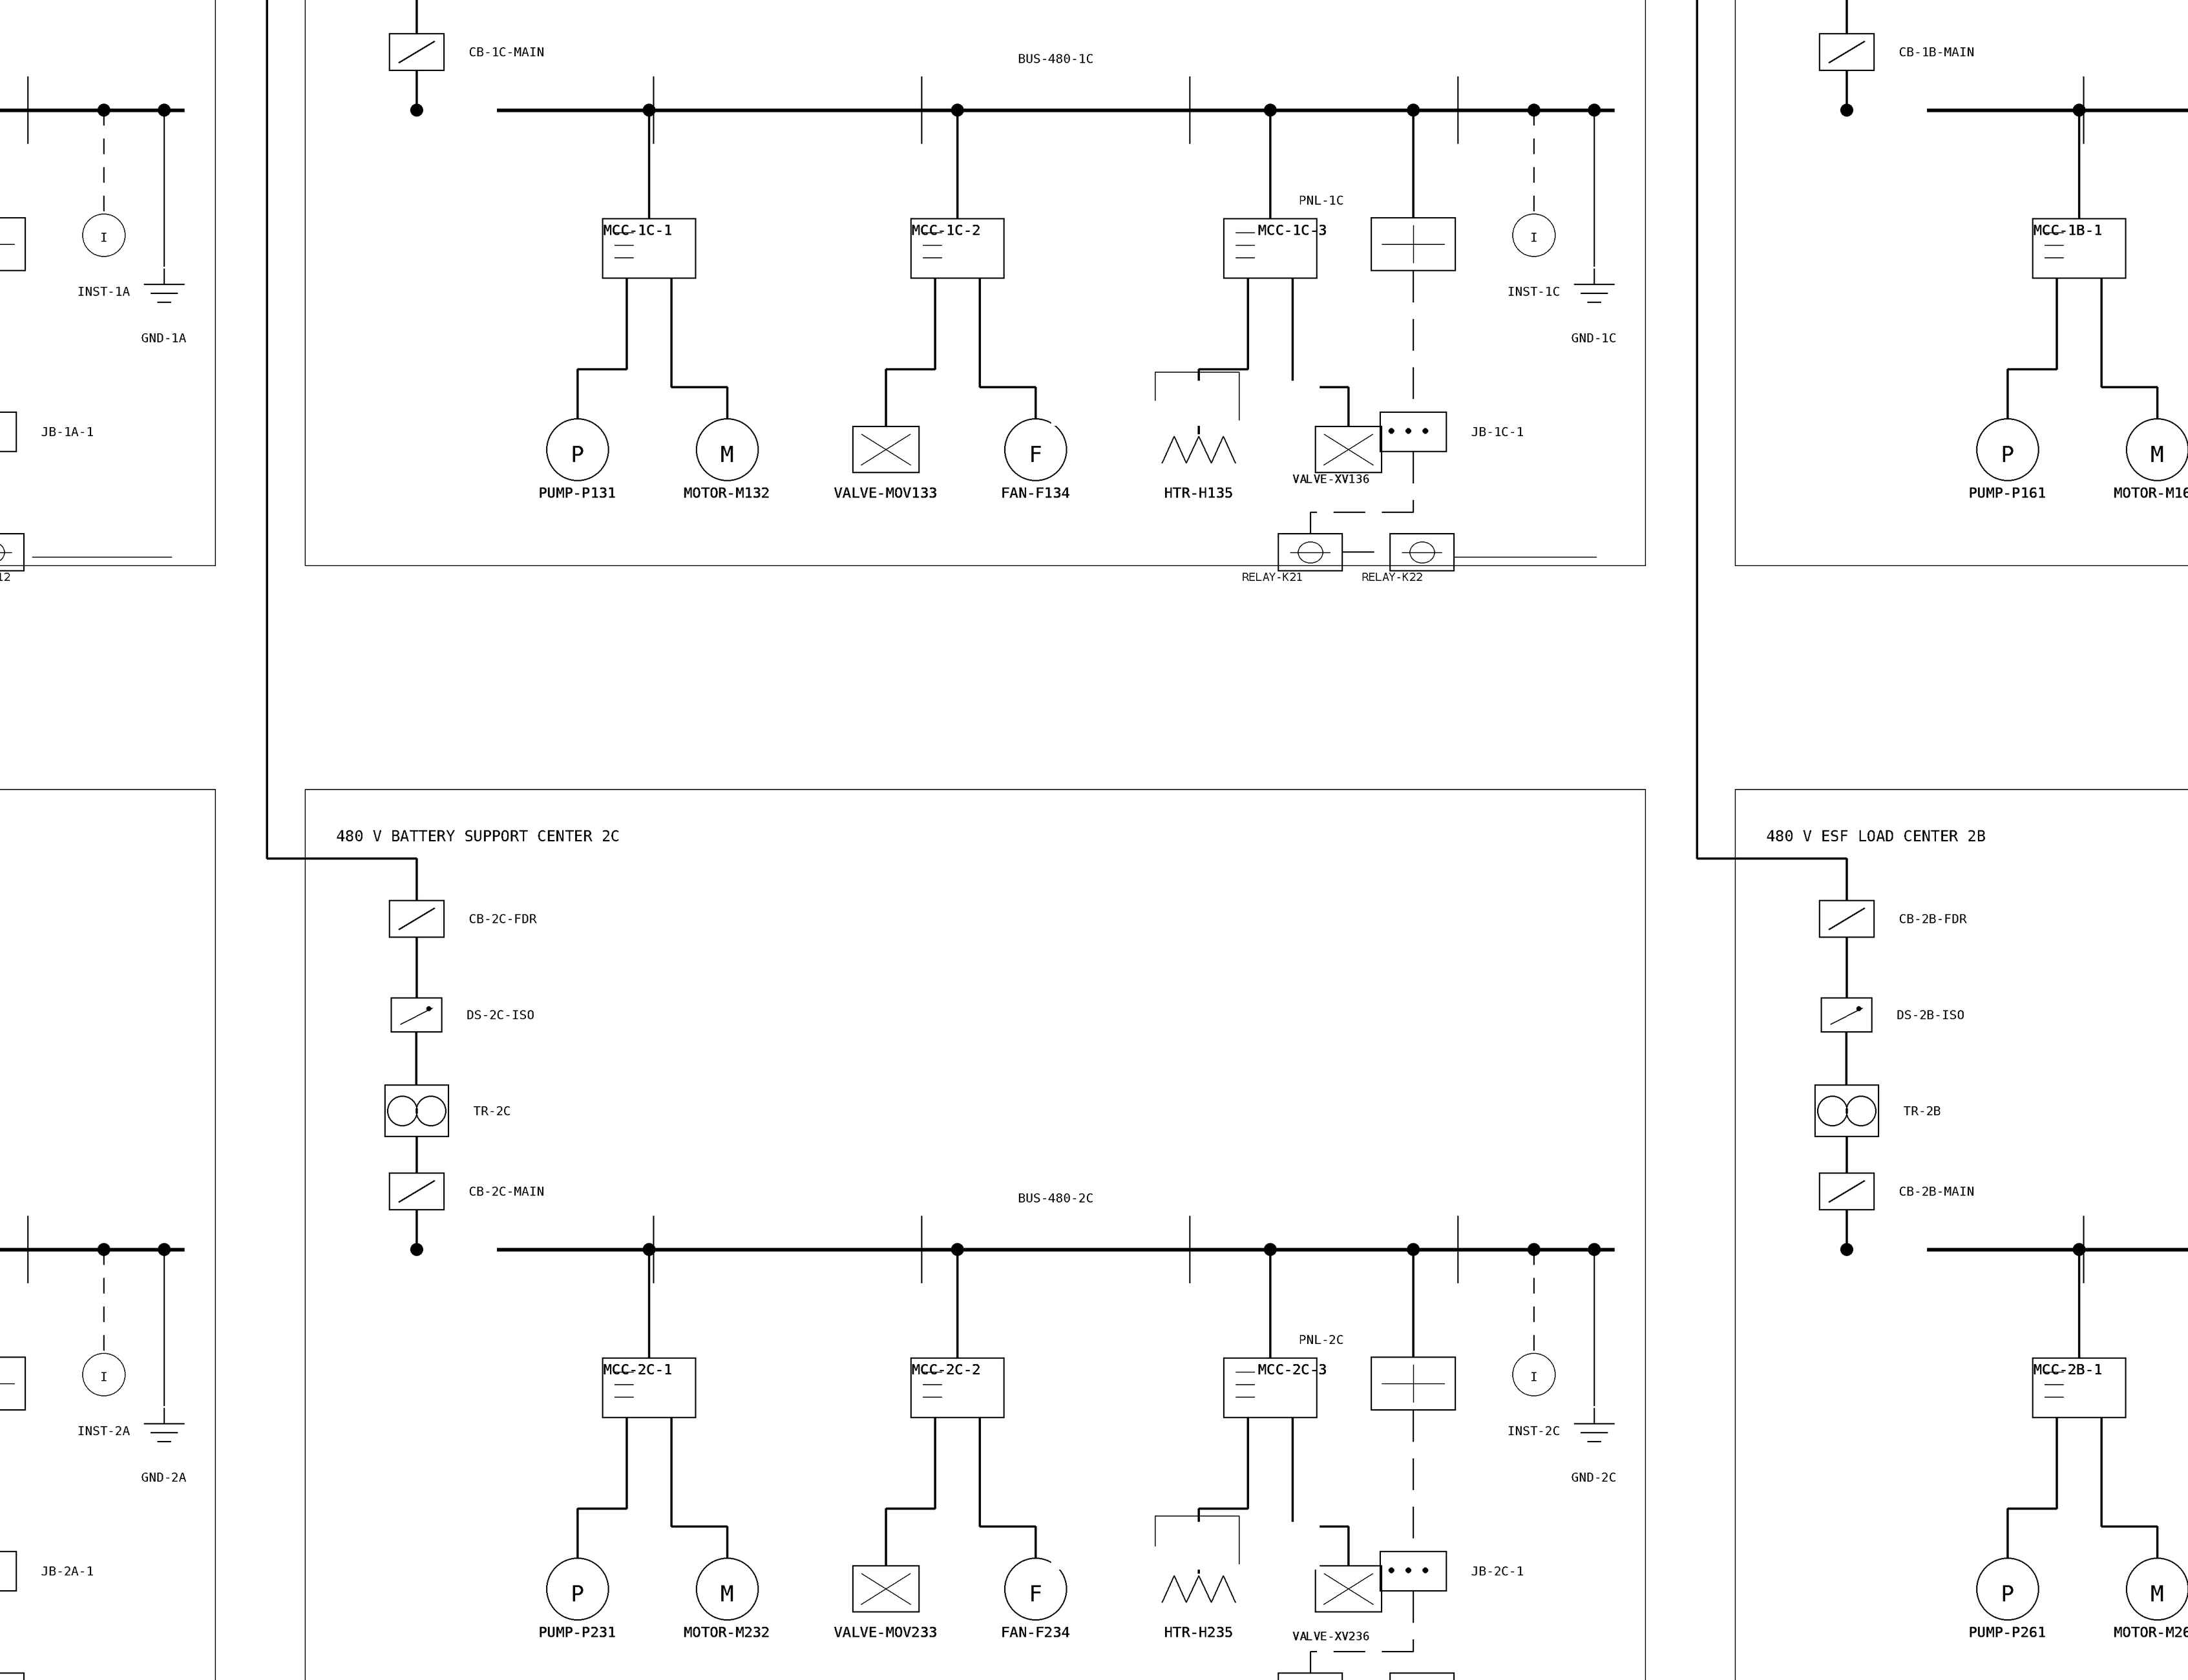 CB-1C-MAIN
BUS-480-1C
CB-1B-MAIN
PNL-1C
MCC-1C-1
MCC-1C-2
MCC-1C-3
MCC-1B-1
I
I
INST-1A
INST-1C
GND-1A
GND-1C
JB-1A-1
JB-1C-1
P
M
F
P
M
VALVE-XV136
PUMP-P131
MOTOR-M132
VALVE-MOV133
FAN-F134
HTR-H135
PUMP-P161
MOTOR-M16
12
RELAY-K21
RELAY-K22
480 V BATTERY SUPPORT CENTER 2C
480 V ESF LOAD CENTER 2B
CB-2C-FDR
CB-2B-FDR
DS-2C-ISO
DS-2B-ISO
TR-2C
TR-2B
CB-2C-MAIN
BUS-480-2C
CB-2B-MAIN
PNL-2C
MCC-2C-1
MCC-2C-2
MCC-2C-3
MCC-2B-1
I
I
INST-2A
INST-2C
GND-2A
GND-2C
JB-2A-1
JB-2C-1
P
M
F
P
M
PUMP-P231
MOTOR-M232
VALVE-MOV233
FAN-F234
HTR-H235
VALVE-XV236
PUMP-P261
MOTOR-M26